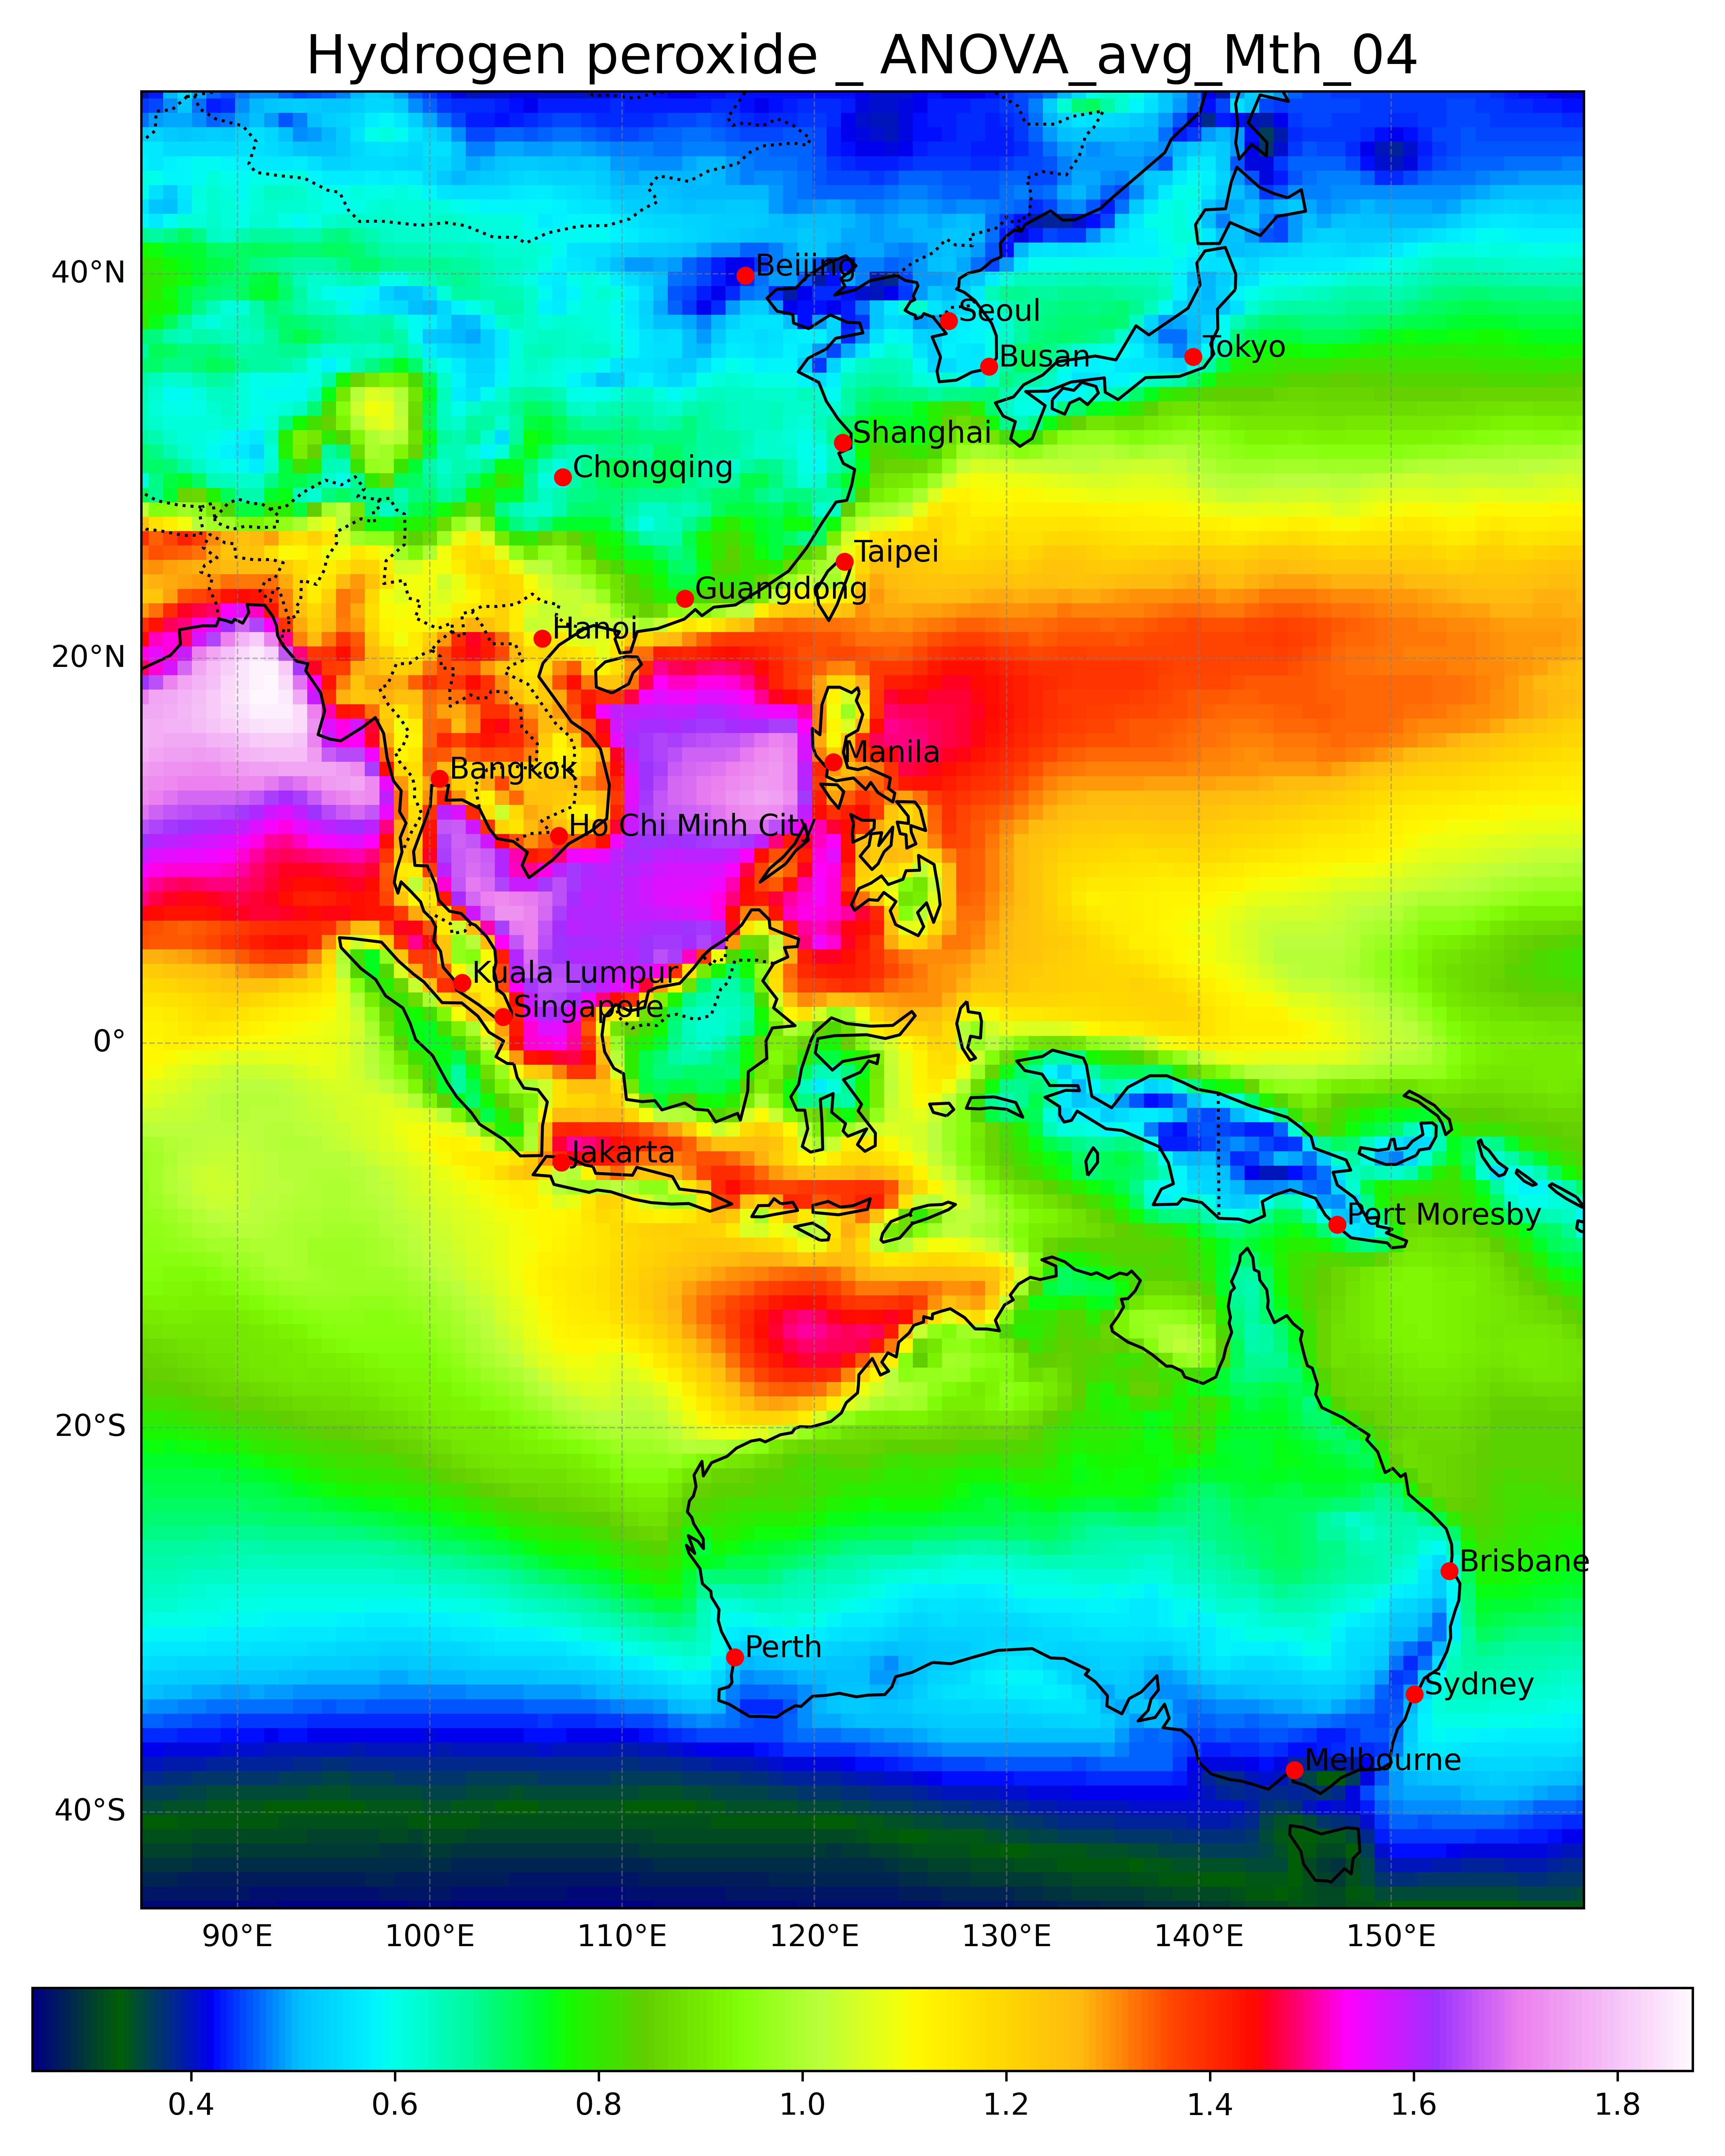 Hydrogen peroxide _ ANOVA_avg_Mth_04
40°N
20°N
0°
20°S
40°S
Beijing
Seoul
Busan
Tokyo
Shanghai
Chongqing
Taipei
Guangdong
Hanoi
Manila
Bangkok
Ho Chi Minh City
Kuala Lumpur
Singapore
Jakarta
Port Moresby
Brisbane
Perth
Sydney
Melbourne
90°E 100°E 110°E 120°E 130°E 140°E 150°E
0.4 0.6 0.8 1.0 1.2 1.4 1.6 1.8